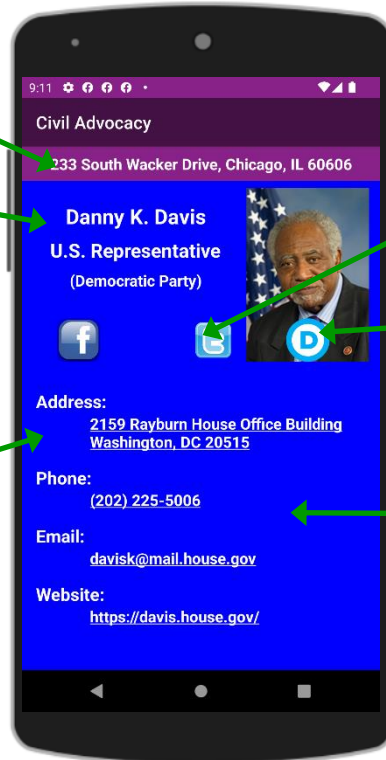 9:11
Civil Advocacy
233 South Wacker Drive, Chicago, IL 60606
Danny K. Davis
U.S. Representative
(Democratic Party)
f
t
D
Address:
2159 Rayburn House Office Building
Washington, DC 20515
Phone:
(202) 225-5006
Email:
davisk@mail.house.gov
Website:
https://davis.house.gov/